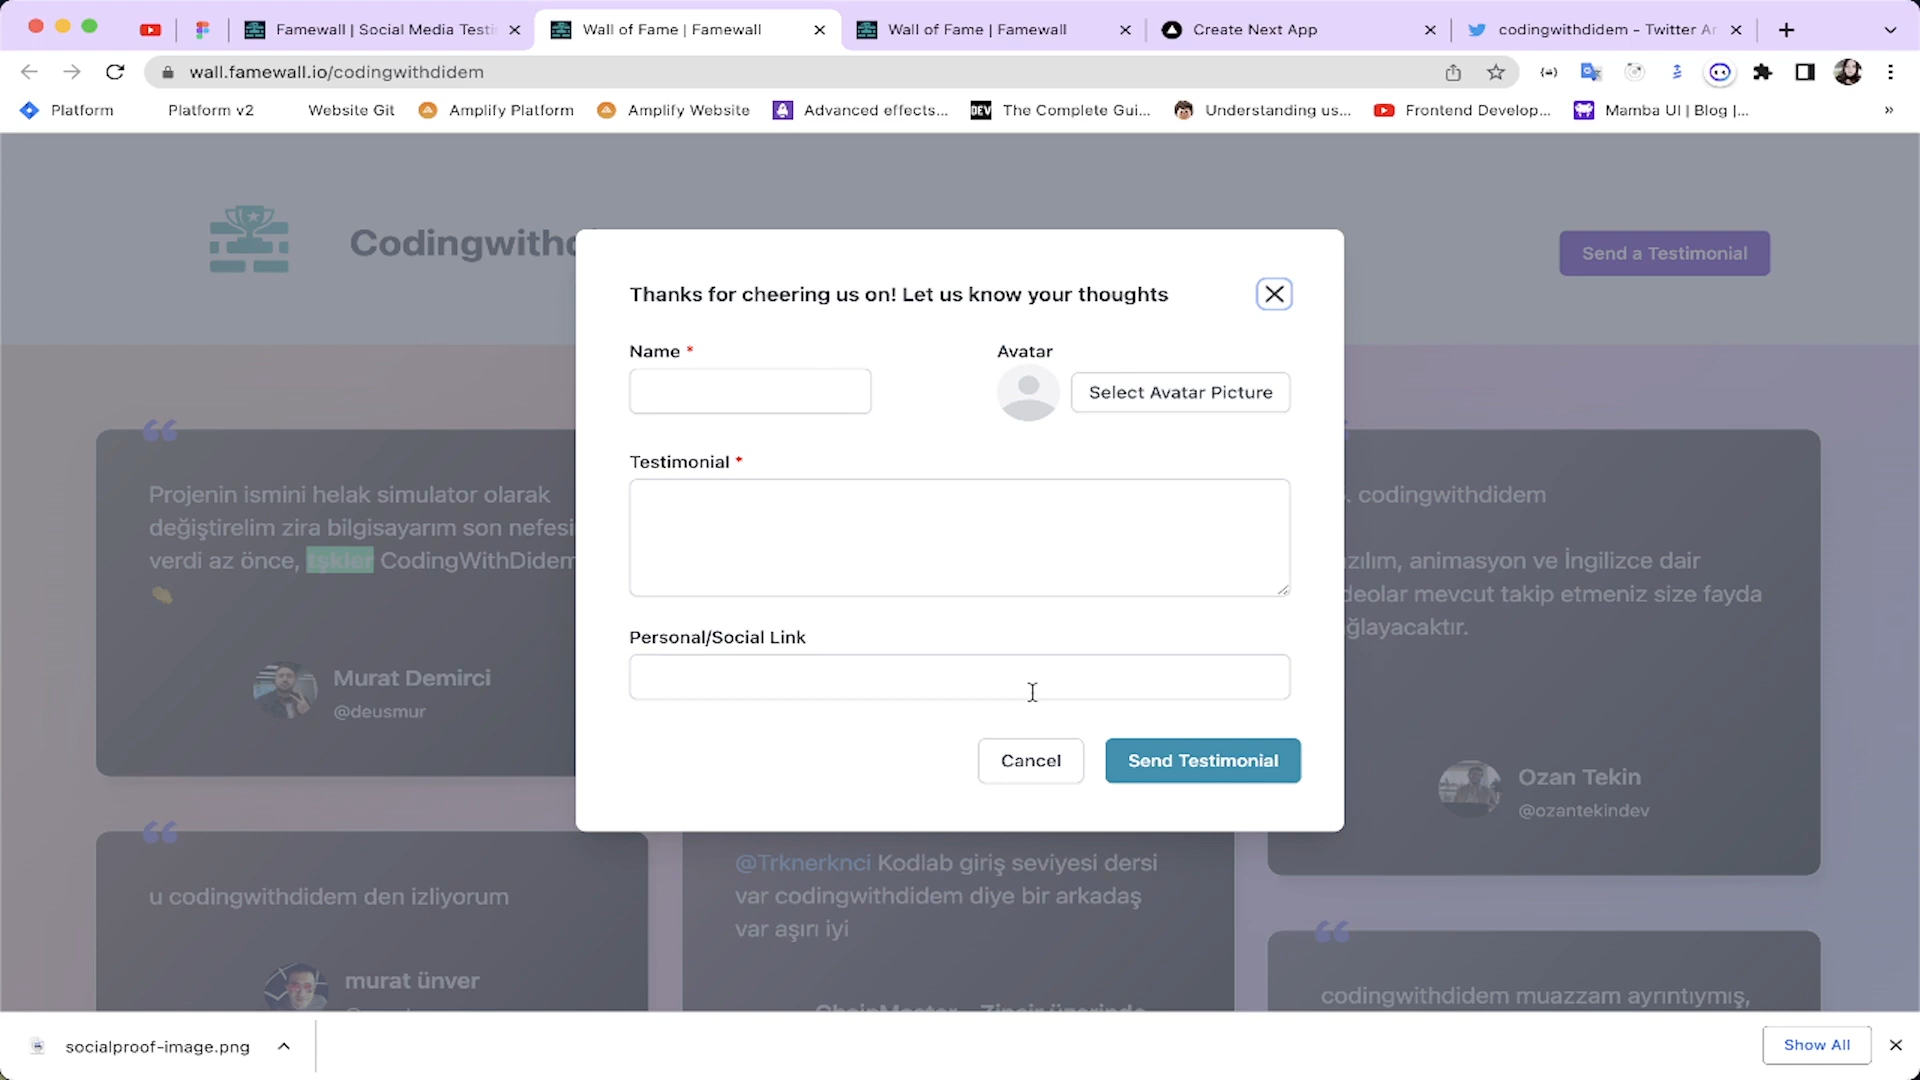 Famewall | Social Media Testi
Wall of Fame | Famewall
Wall of Fame | Famewall
Create Next App
codingwithdidem - Twitter Ar
wall.famewall.io/codingwithdidem
Platform
Platform v2
Website Git
Amplify Platform
Amplify Website
Advanced effects...
DEV
The Complete Gui...
Understanding us...
Frontend Develop...
Mamba UI | Blog |...
»
Codingwithd
Send a Testimonial
Thanks for cheering us on! Let us know your thoughts
Name *
Avatar
Select Avatar Picture
Testimonial *
Personal/Social Link
Cancel
Send Testimonial
Projenin ismini helak simulator olarak
değiştirelim zira bilgisayarım son nefesi
verdi az önce, tşkler CodingWithDidem
Murat Demirci
@deusmur
u codingwithdidem den izliyorum
murat ünver
@Trknerknci Kodlab giriş seviyesi dersi
var codingwithdidem diye bir arkadaş
var aşırı iyi
ChainMaster - Zincir üzerinde
. codingwithdidem
zılım, animasyon ve İngilizce dair
deolar mevcut takip etmeniz size fayda
ğlayacaktır.
Ozan Tekin
@ozantekindev
codingwithdidem muazzam ayrıntıymış,
socialproof-image.png
Show All